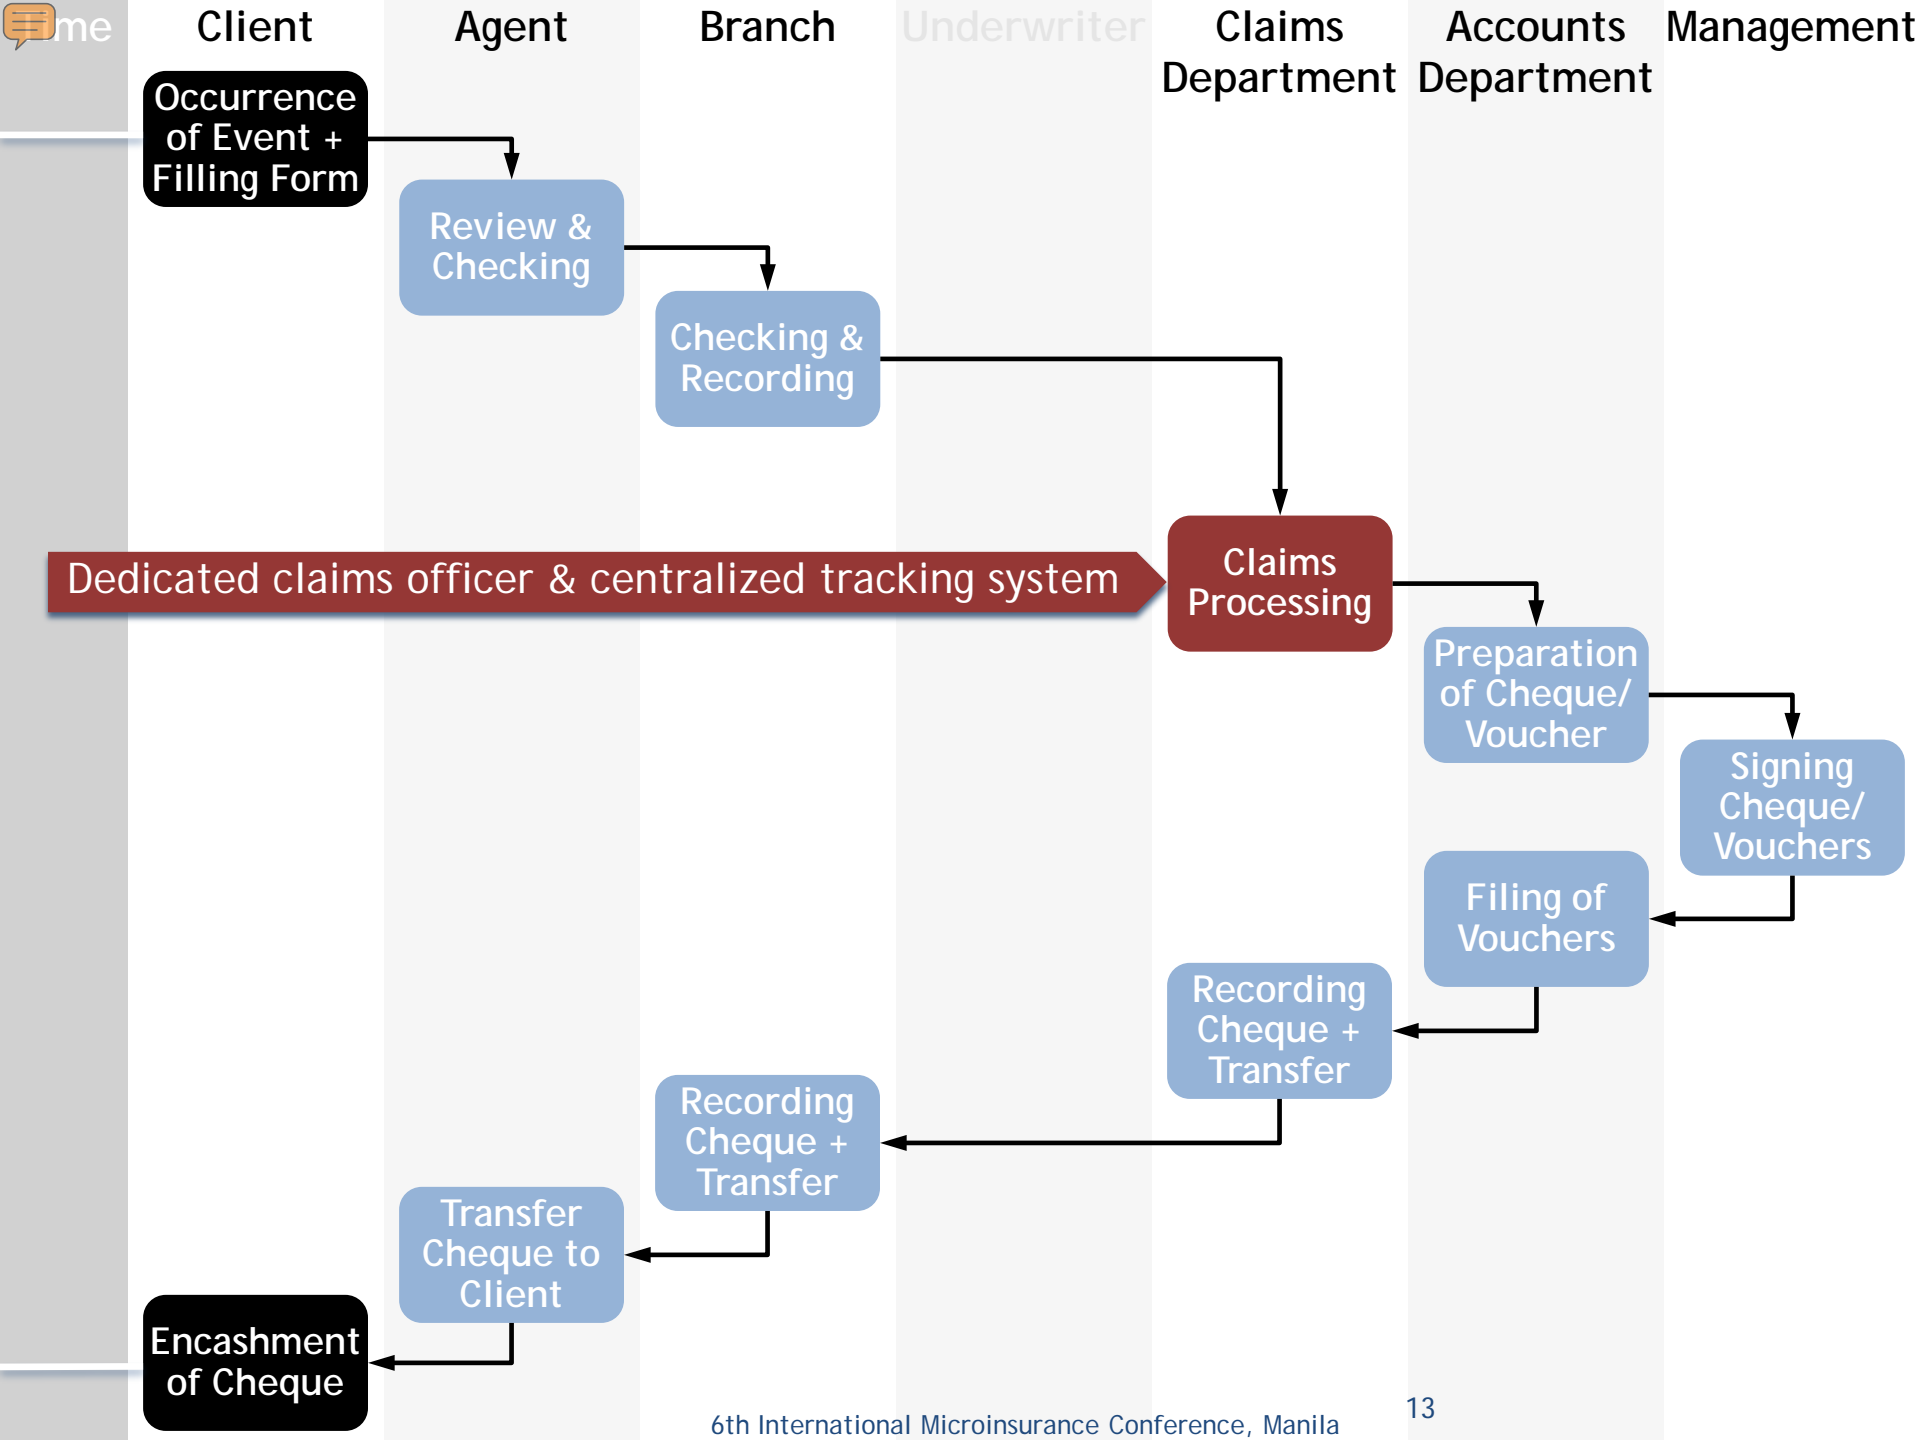 Client
Agent
Branch
Underwriter
Claims
Department
Accounts
Department
Management
Occurrence
of Event +
Filling Form
Review &
Checking
Checking &
Recording
Dedicated claims officer & centralized tracking system
Claims
Processing
Preparation
of Cheque/
Voucher
Signing
Cheque/
Vouchers
Filing of
Vouchers
Recording
Cheque +
Transfer
Recording
Cheque +
Transfer
Transfer
Cheque to
Client
Encashment
of Cheque
6th International Microinsurance Conference, Manila
13